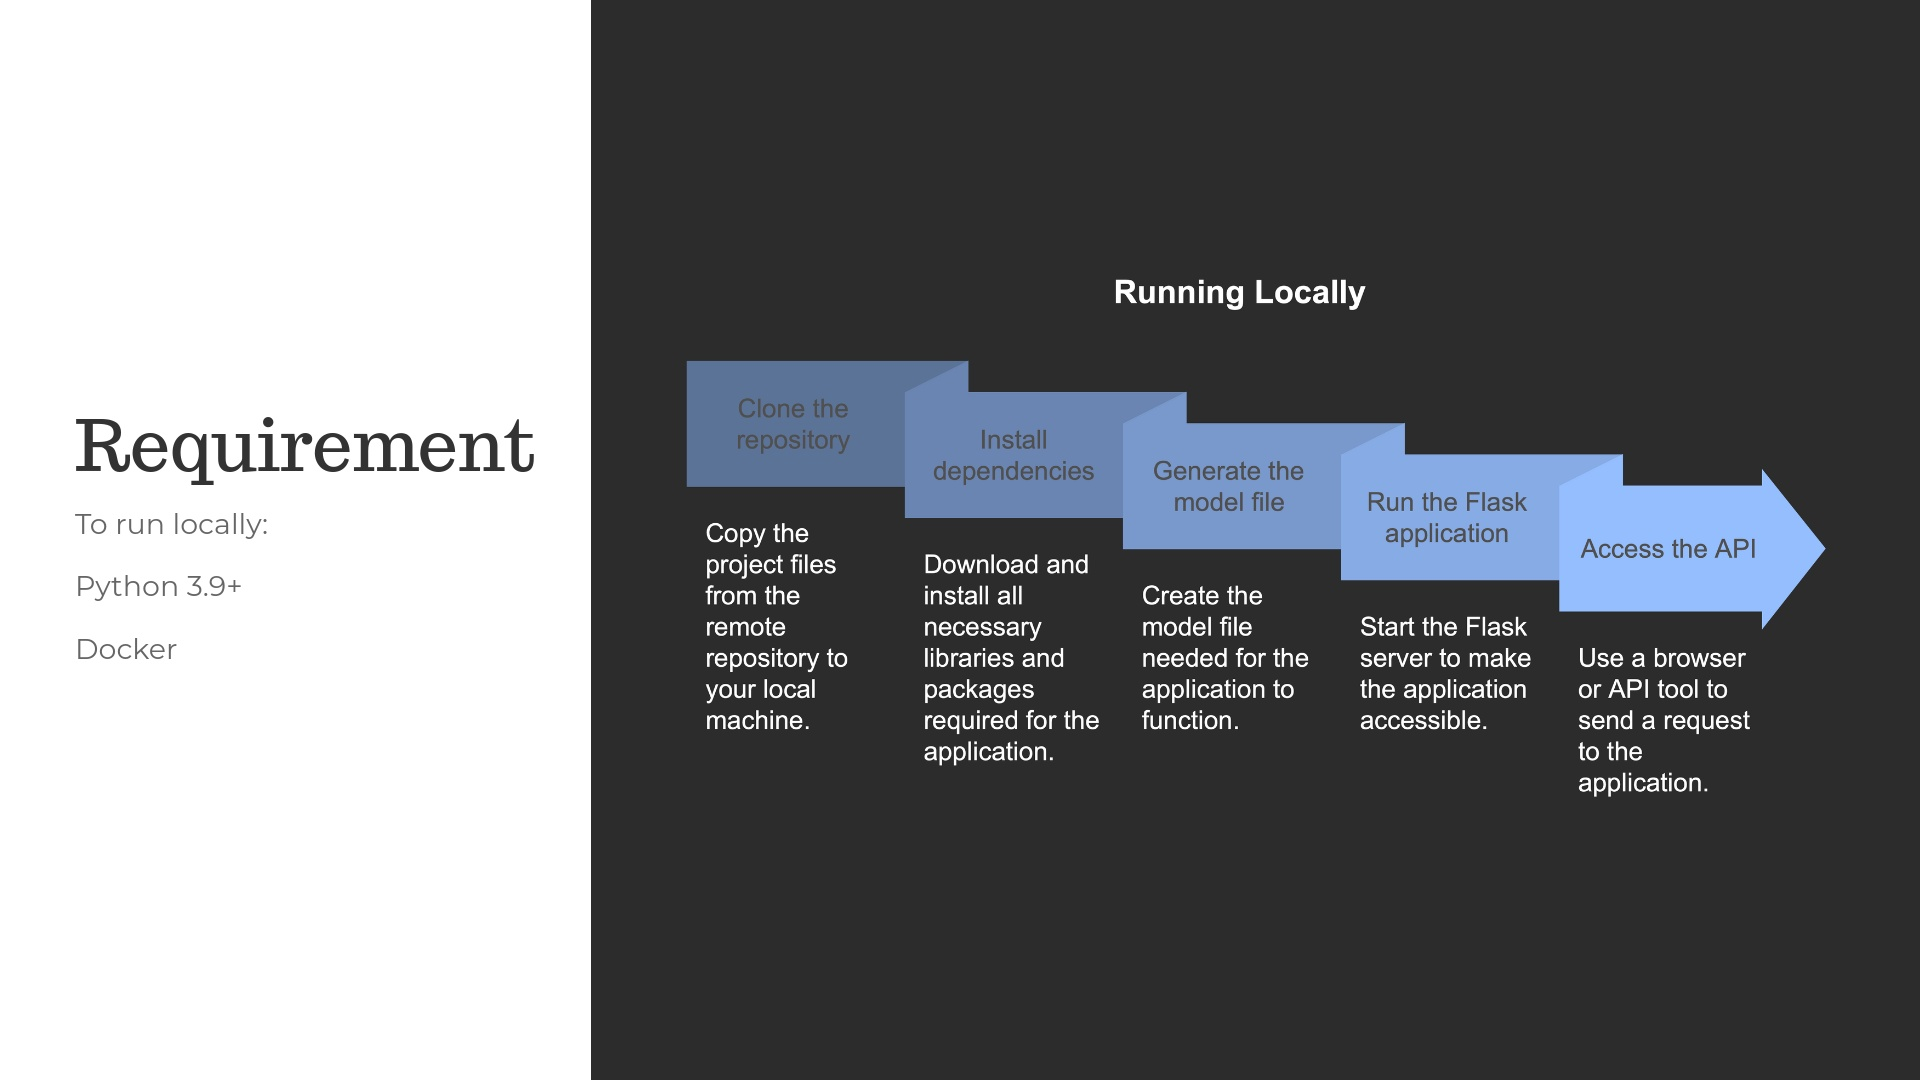 Requirement
To run locally:
Python 3.9+
Docker
Running Locally
Clone the
repository
Copy the
project files
from the
remote
repository to
your local
machine.
Install
dependencies
Download and
install all
necessary
libraries and
packages
required for the
application.
Generate the
model file
Create the
model file
needed for the
application to
function.
Run the Flask
application
Start the Flask
server to make
the application
accessible.
Access the API
Use a browser
or API tool to
send a request
to the
application.